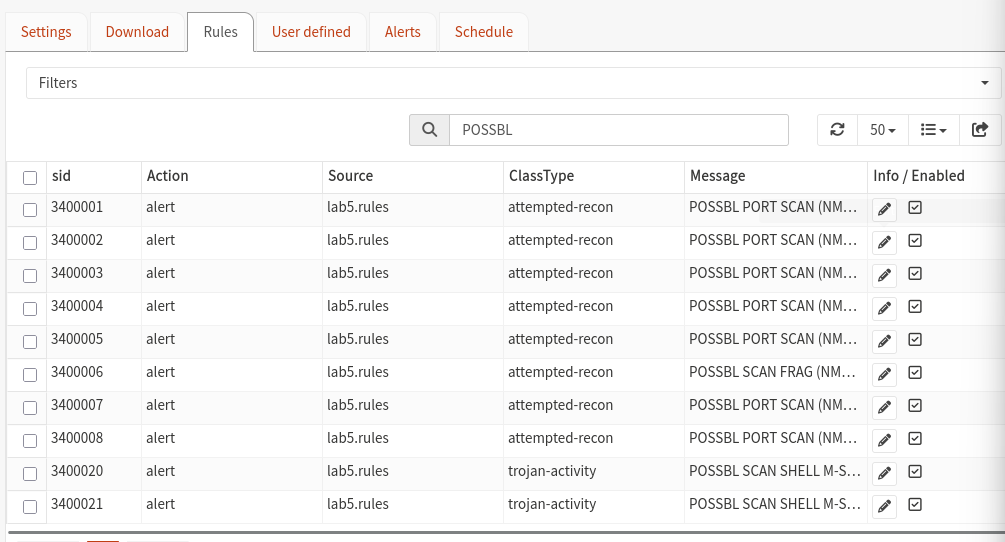 Settings Download Rules User defined Alerts Schedule
Filters
POSSBL 50
sid Action Source ClassType Message Info / Enabled
3400001 alert lab5.rules attempted-recon POSSBL PORT SCAN (NM...
3400002 alert lab5.rules attempted-recon POSSBL PORT SCAN (NM...
3400003 alert lab5.rules attempted-recon POSSBL PORT SCAN (NM...
3400004 alert lab5.rules attempted-recon POSSBL PORT SCAN (NM...
3400005 alert lab5.rules attempted-recon POSSBL PORT SCAN (NM...
3400006 alert lab5.rules attempted-recon POSSBL SCAN FRAG (NM...
3400007 alert lab5.rules attempted-recon POSSBL PORT SCAN (NM...
3400008 alert lab5.rules attempted-recon POSSBL PORT SCAN (NM...
3400020 alert lab5.rules trojan-activity POSSBL SCAN SHELL M-S...
3400021 alert lab5.rules trojan-activity POSSBL SCAN SHELL M-S...